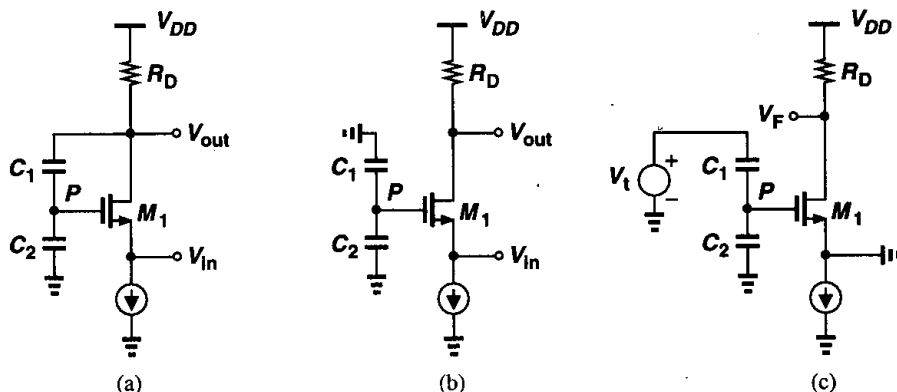 V_DD
R_D
V_out
C_1
P
M_1
C_2
V_in
(a)
V_DD
R_D
V_out
C_1
P
M_1
C_2
V_in
(b)
V_DD
R_D
V_F
V_t
+
−
C_1
P
M_1
C_2
(c)